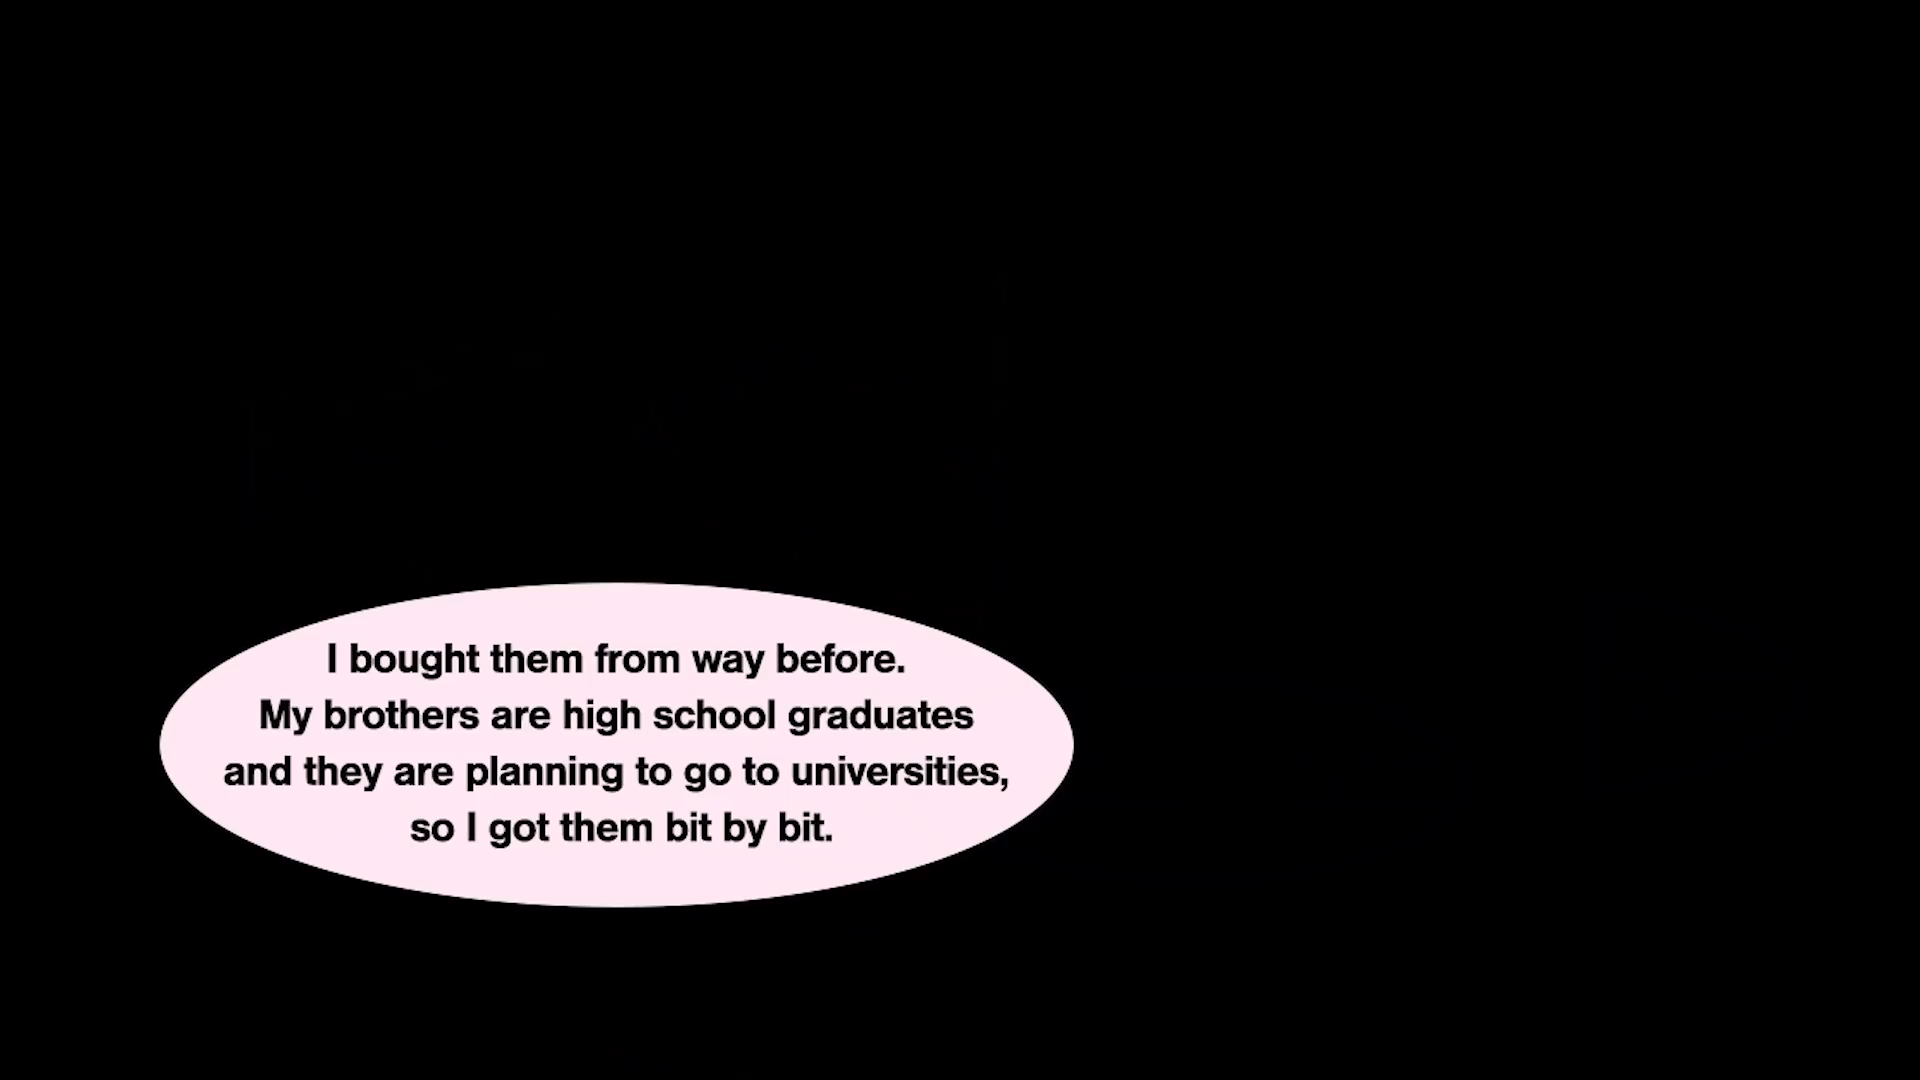 I bought them from way before.
My brothers are high school graduates
and they are planning to go to universities,
so I got them bit by bit.